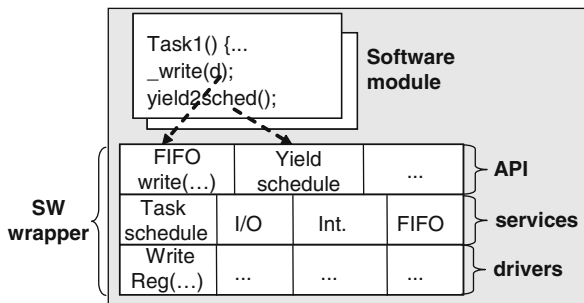 Task1() {...
_write(d);
yield2sched();
Software
module
FIFO
write(...)
Yield
schedule
...
API
SW
wrapper
Task
schedule
I/O
Int.
FIFO
services
Write
Reg(...)
...
...
...
drivers